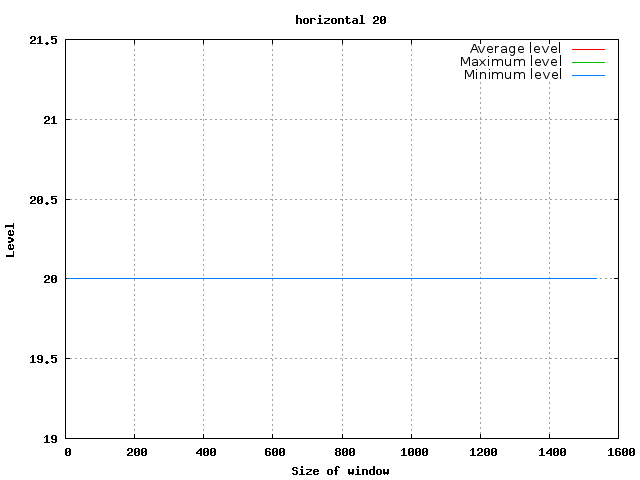 horizontal 20
Average level
Maximum level
Minimum level
21.5
21
20.5
20
19.5
19
Level
0 200 400 600 800 1000 1200 1400 1600
Size of window